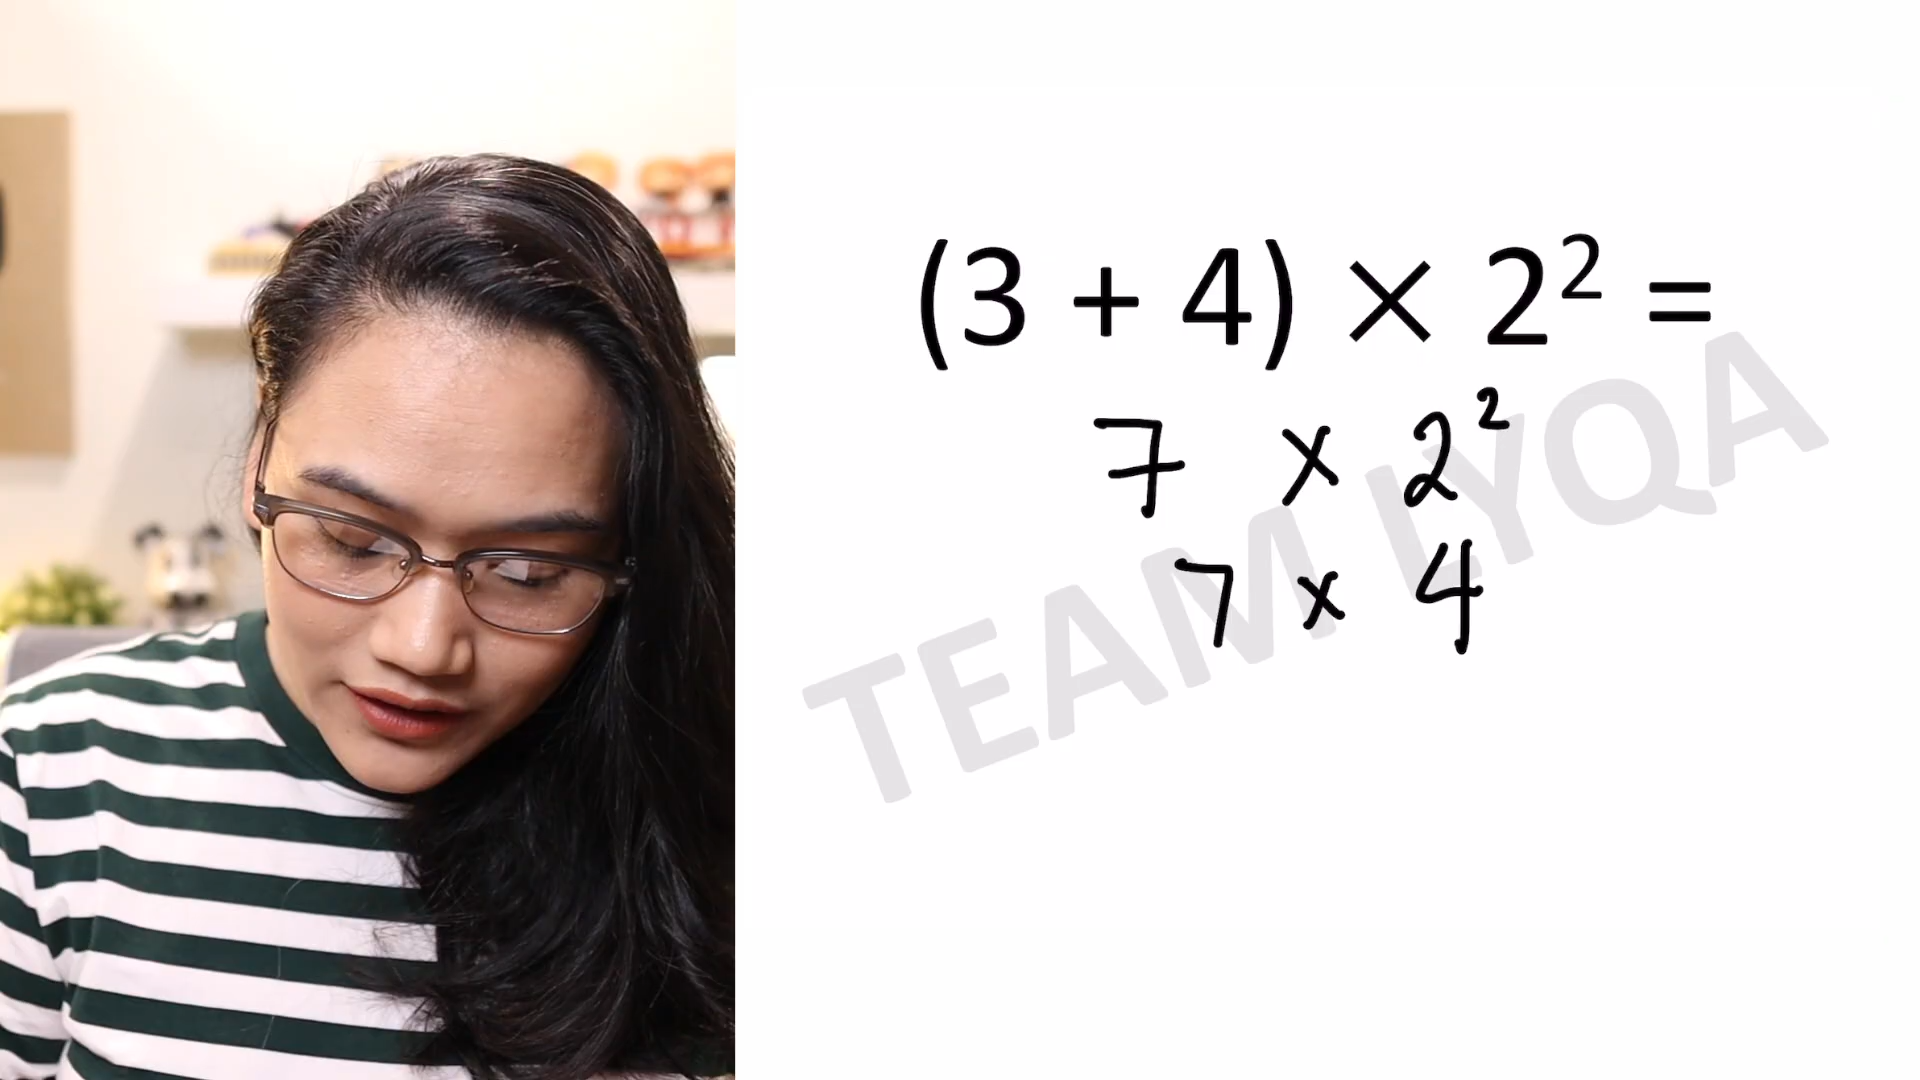 (3 + 4) × 2² =
7 x 2²
7 x 4
TEAM LYQA